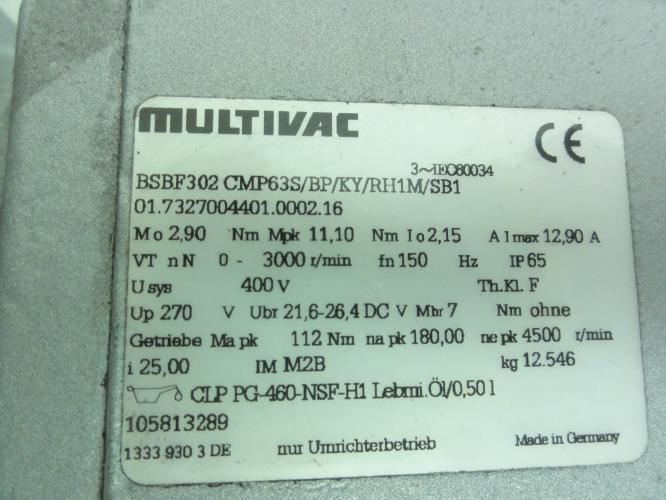 MULTIVAC
CE
3~IEC60034
BSBF302 CMP63S/BP/KY/RH1M/SB1
01.7327004401.0002.16
Mo 2,90 Nm Mpk 11,10 Nm Io 2,15 A Imax 12,90 A
VT nN 0 - 3000 r/min fn 150 Hz IP 65
Usys 400 V Th.Kl. F
Up 270 V Ubr 21,6-26,4 DC V Mbr 7 Nm ohne
Getriebe Ma pk 112 Nm na pk 180,00 ne pk 4500 r/min
i 25,00 IM M2B kg 12.546
CLP PG-460-NSF-H1 Lebmi.Öl/0,50 l
105813289
1333 930 3 DE nur Umrichterbetrieb Made in Germany